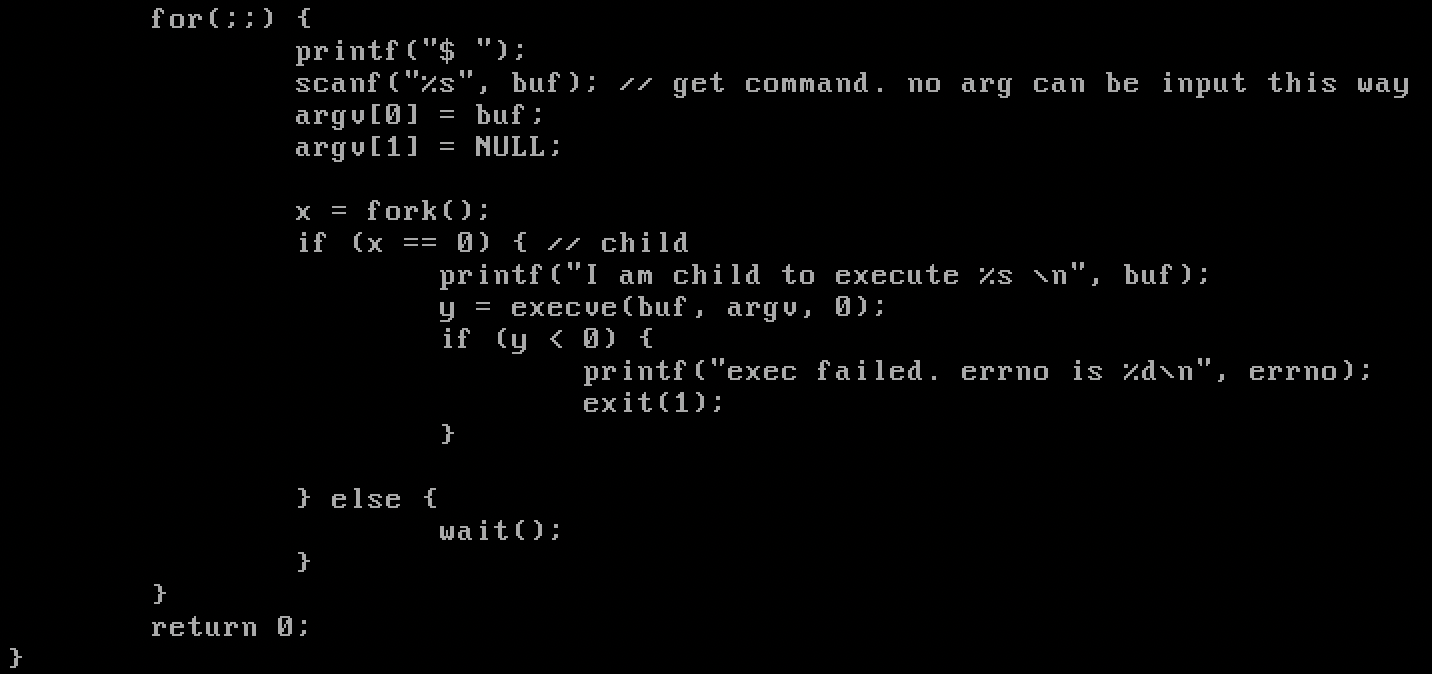 for(;;) {
printf("$ ");
scanf("%s", buf); // get command. no arg can be input this way
argv[0] = buf;
argv[1] = NULL;
x = fork();
if (x == 0) { // child
printf("I am child to execute %s \n", buf);
y = execve(buf, argv, 0);
if (y < 0) {
printf("exec failed. errno is %d\n", errno);
exit(1);
}
} else {
wait();
}
}
return 0;
}